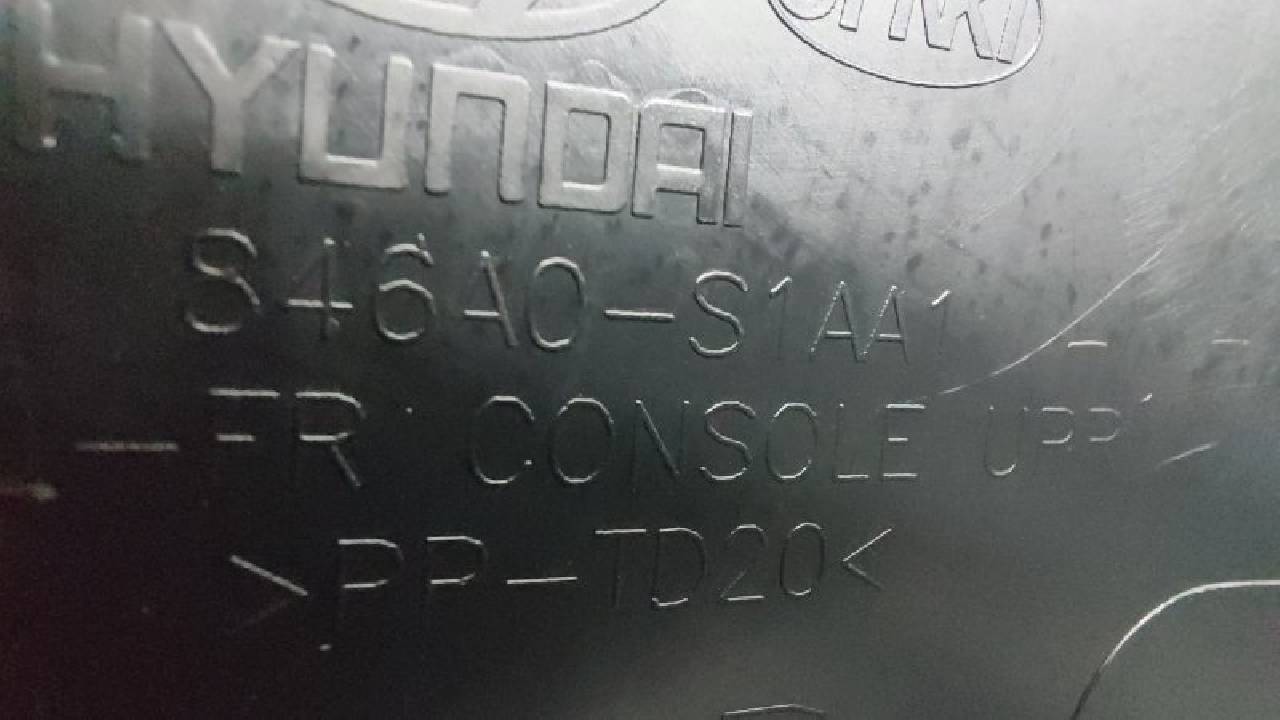 HYUNDAI
846A0-S1AA1
FR CONSOLE UPR
>PP-TD20<